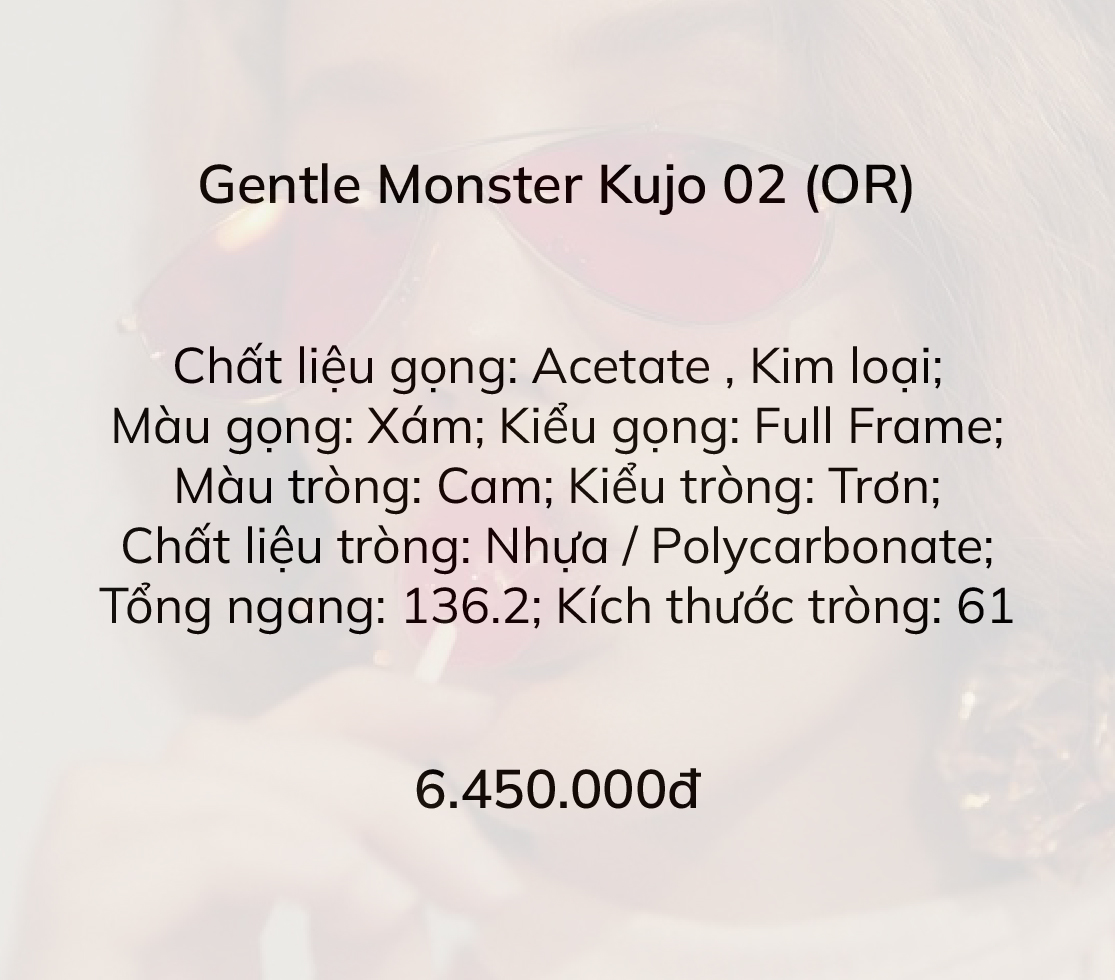 Gentle Monster Kujo 02 (OR)
Chất liệu gọng: Acetate , Kim loại;
Màu gọng: Xám; Kiểu gọng: Full Frame;
Màu tròng: Cam; Kiểu tròng: Trơn;
Chất liệu tròng: Nhựa / Polycarbonate;
Tổng ngang: 136.2; Kích thước tròng: 61
6.450.000đ